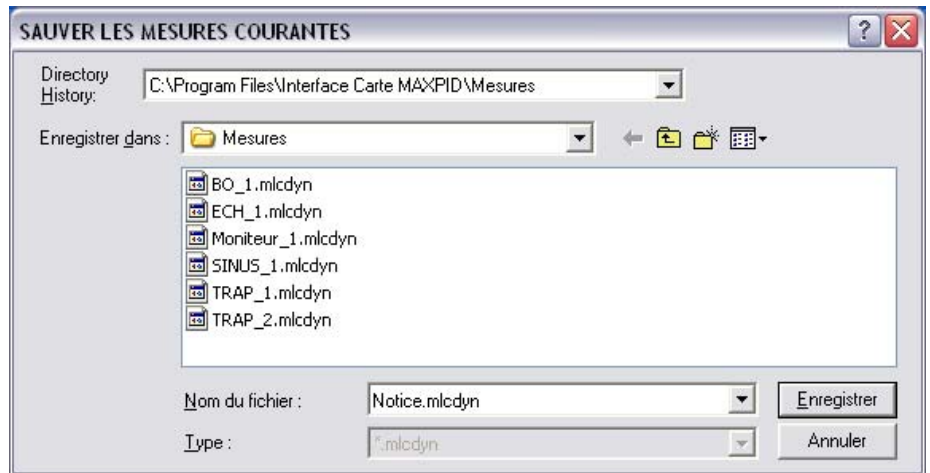 SAUVER LES MESURES COURANTES
Directory History:
C:\Program Files\Interface Carte MAXPID\Mesures
Enregistrer dans :
Mesures
BO_1.mlcdyn
ECH_1.mlcdyn
Moniteur_1.mlcdyn
SINUS_1.mlcdyn
TRAP_1.mlcdyn
TRAP_2.mlcdyn
Nom du fichier :
Notice.mlcdyn
Enregistrer
Type :
*.mlcdyn
Annuler